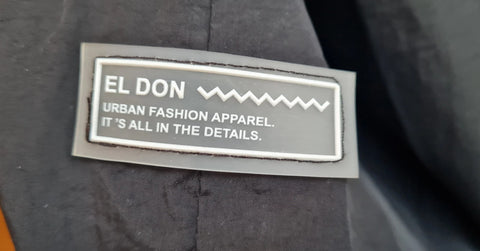 EL DON
URBAN FASHION APPAREL.
IT'S ALL IN THE DETAILS.